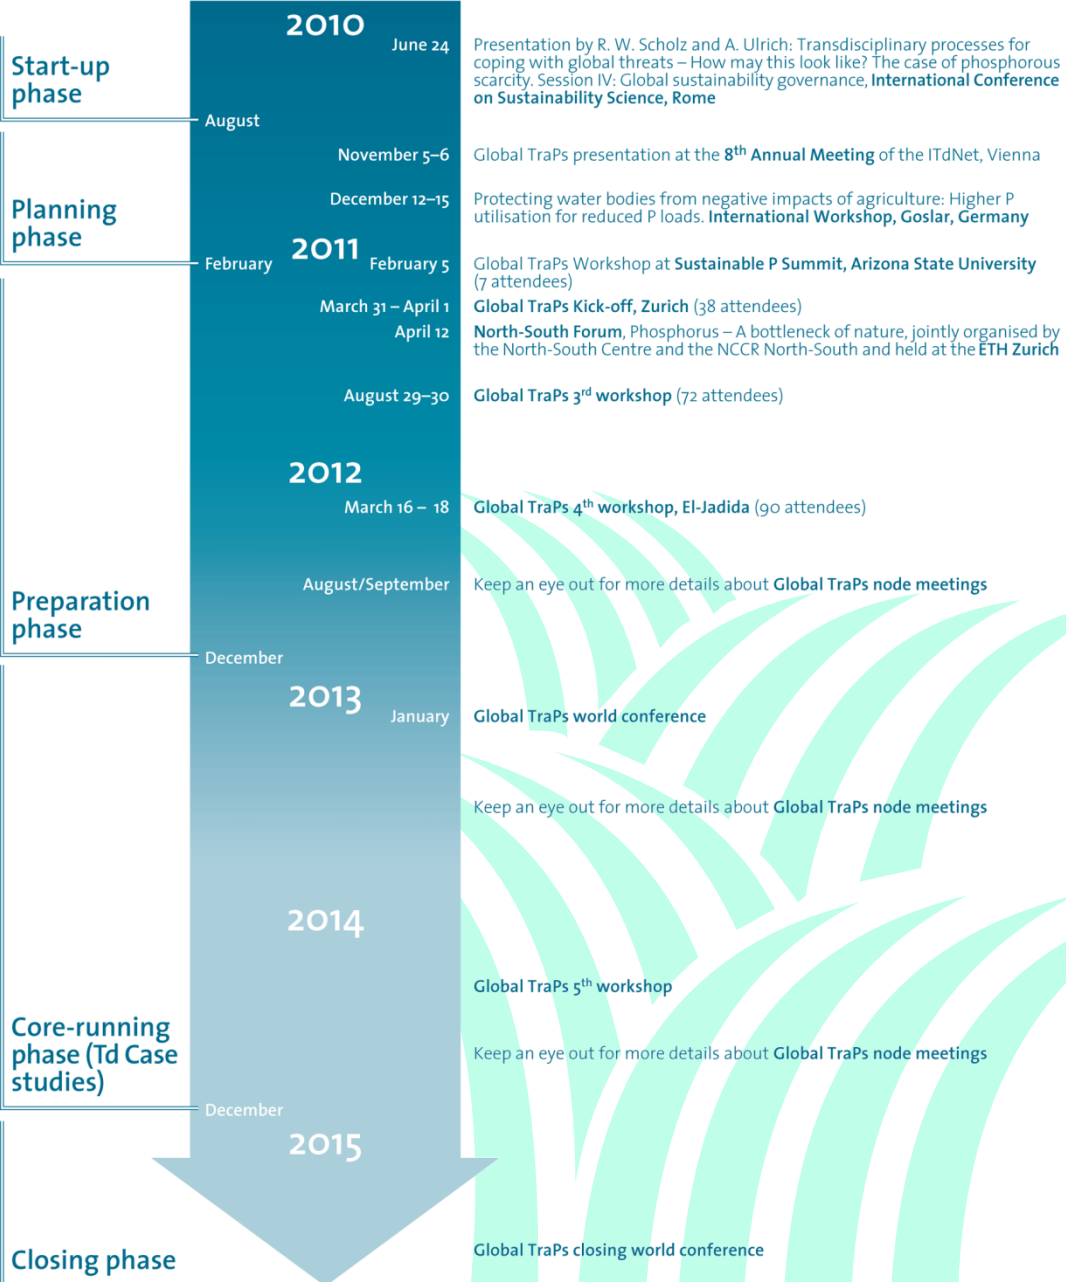 2010
Start-up
phase
June 24
Presentation by R. W. Scholz and A. Ulrich: Transdisciplinary processes for
coping with global threats – How may this look like? The case of phosphorous
scarcity. Session IV: Global sustainability governance, International Conference
on Sustainability Science, Rome
August
Planning
phase
November 5–6
Global TraPs presentation at the 8th Annual Meeting of the ITdNet, Vienna
December 12–15
Protecting water bodies from negative impacts of agriculture: Higher P
utilisation for reduced P loads. International Workshop, Goslar, Germany
2011
February
February 5
Global TraPs Workshop at Sustainable P Summit, Arizona State University
(7 attendees)
March 31 – April 1
Global TraPs Kick-off, Zurich (38 attendees)
April 12
North-South Forum, Phosphorus – A bottleneck of nature, jointly organised by
the North-South Centre and the NCCR North-South and held at the ETH Zurich
August 29–30
Global TraPs 3rd workshop (72 attendees)
2012
March 16 – 18
Global TraPs 4th workshop, El-Jadida (90 attendees)
August/September
Keep an eye out for more details about Global TraPs node meetings
Preparation
phase
December
2013
January
Global TraPs world conference
Keep an eye out for more details about Global TraPs node meetings
2014
Global TraPs 5th workshop
Core-running
phase (Td Case
studies)
Keep an eye out for more details about Global TraPs node meetings
December
2015
Closing phase
Global TraPs closing world conference